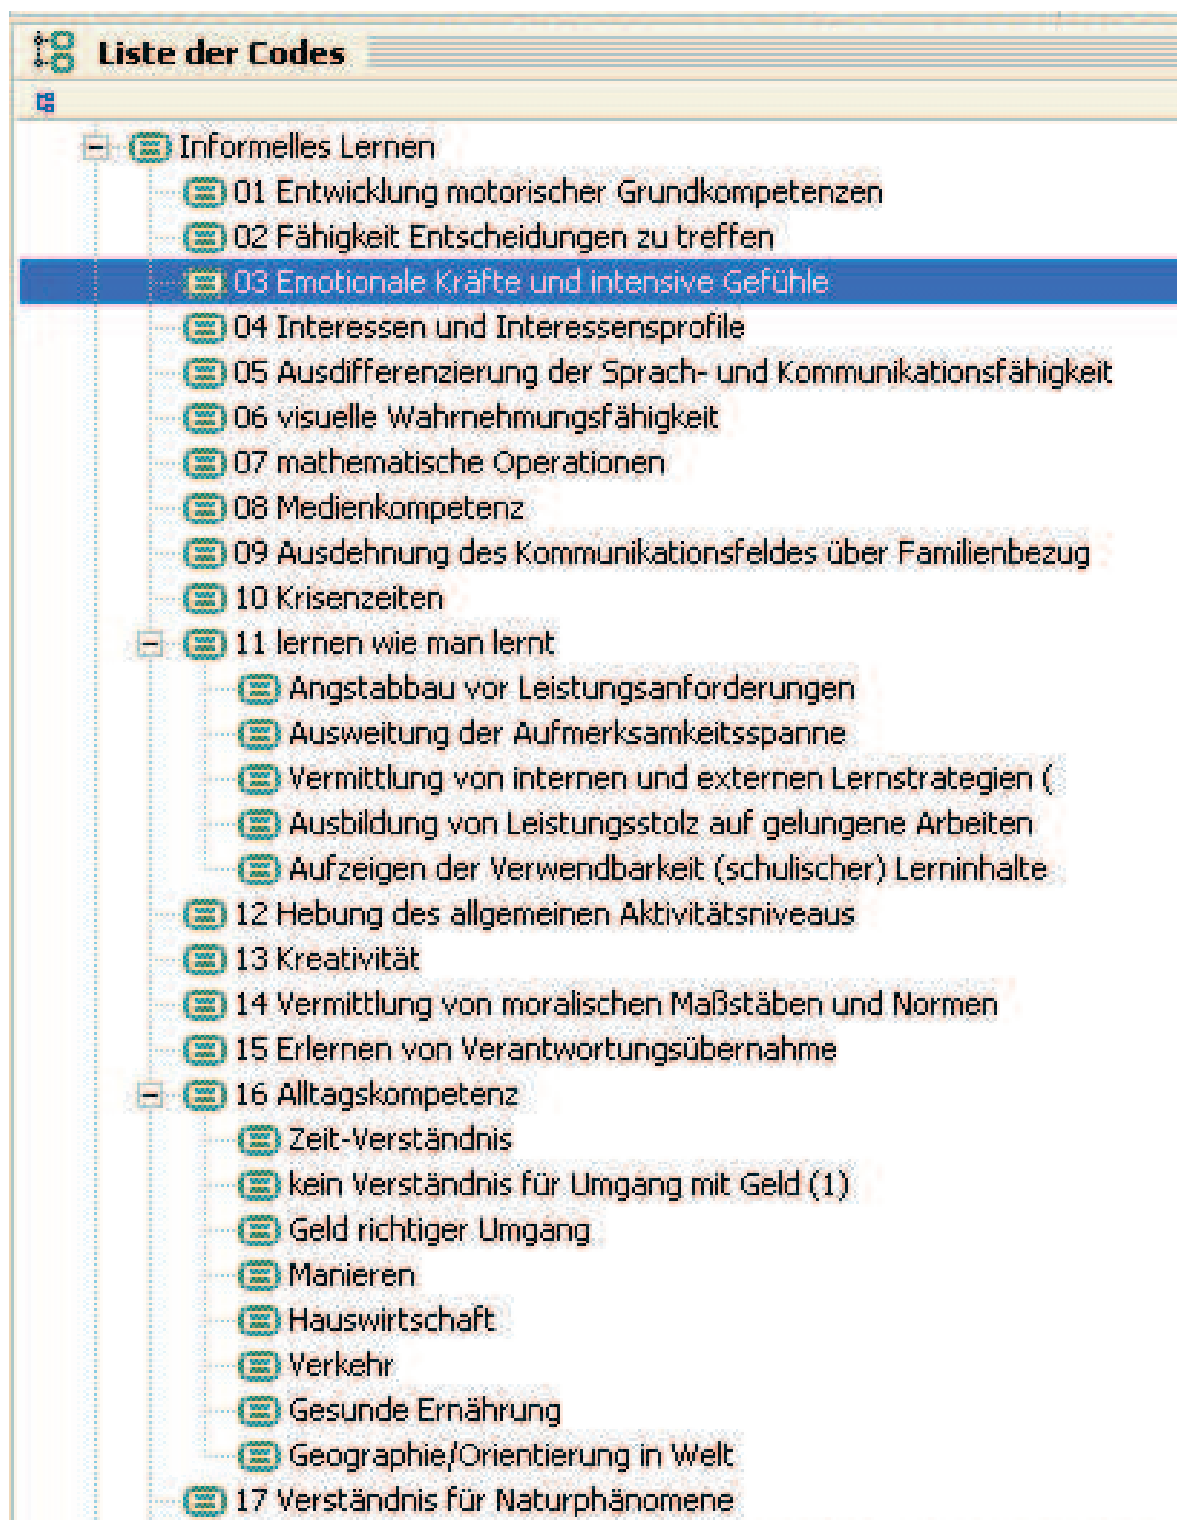 Liste der Codes
Informelles Lernen
01 Entwicklung motorischer Grundkompetenzen
02 Fähigkeit Entscheidungen zu treffen
03 Emotionale Kräfte und intensive Gefühle
04 Interessen und Interessensprofile
05 Ausdifferenzierung der Sprach- und Kommunikationsfähigkeit
06 visuelle Wahrnehmungsfähigkeit
07 mathematische Operationen
08 Medienkompetenz
09 Ausdehnung des Kommunikationsfeldes über Familienbezug
10 Krisenzeiten
11 lernen wie man lernt
Angstabbau vor Leistungsanforderungen
Ausweitung der Aufmerksamkeitsspanne
Vermittlung von internen und externen Lernstrategien (
Ausbildung von Leistungsstolz auf gelungene Arbeiten
Aufzeigen der Verwendbarkeit (schulischer) Lerninhalte
12 Hebung des allgemeinen Aktivitätsniveaus
13 Kreativität
14 Vermittlung von moralischen Maßstäben und Normen
15 Erlernen von Verantwortungsübernahme
16 Alltagskompetenz
Zeit-Verständnis
kein Verständnis für Umgang mit Geld (1)
Geld richtiger Umgang
Manieren
Hauswirtschaft
Verkehr
Gesunde Ernährung
Geographie/Orientierung in Welt
17 Verständnis für Naturphänomene